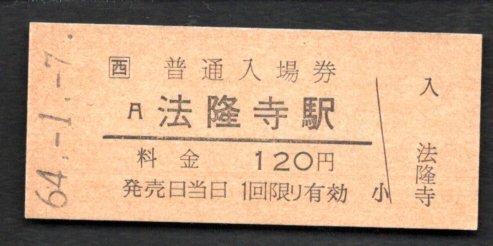 64.-1.-7.
西 普通入場券
月 法隆寺駅
料金 120円
発売日当日 1回限り有効 小
入
法隆寺